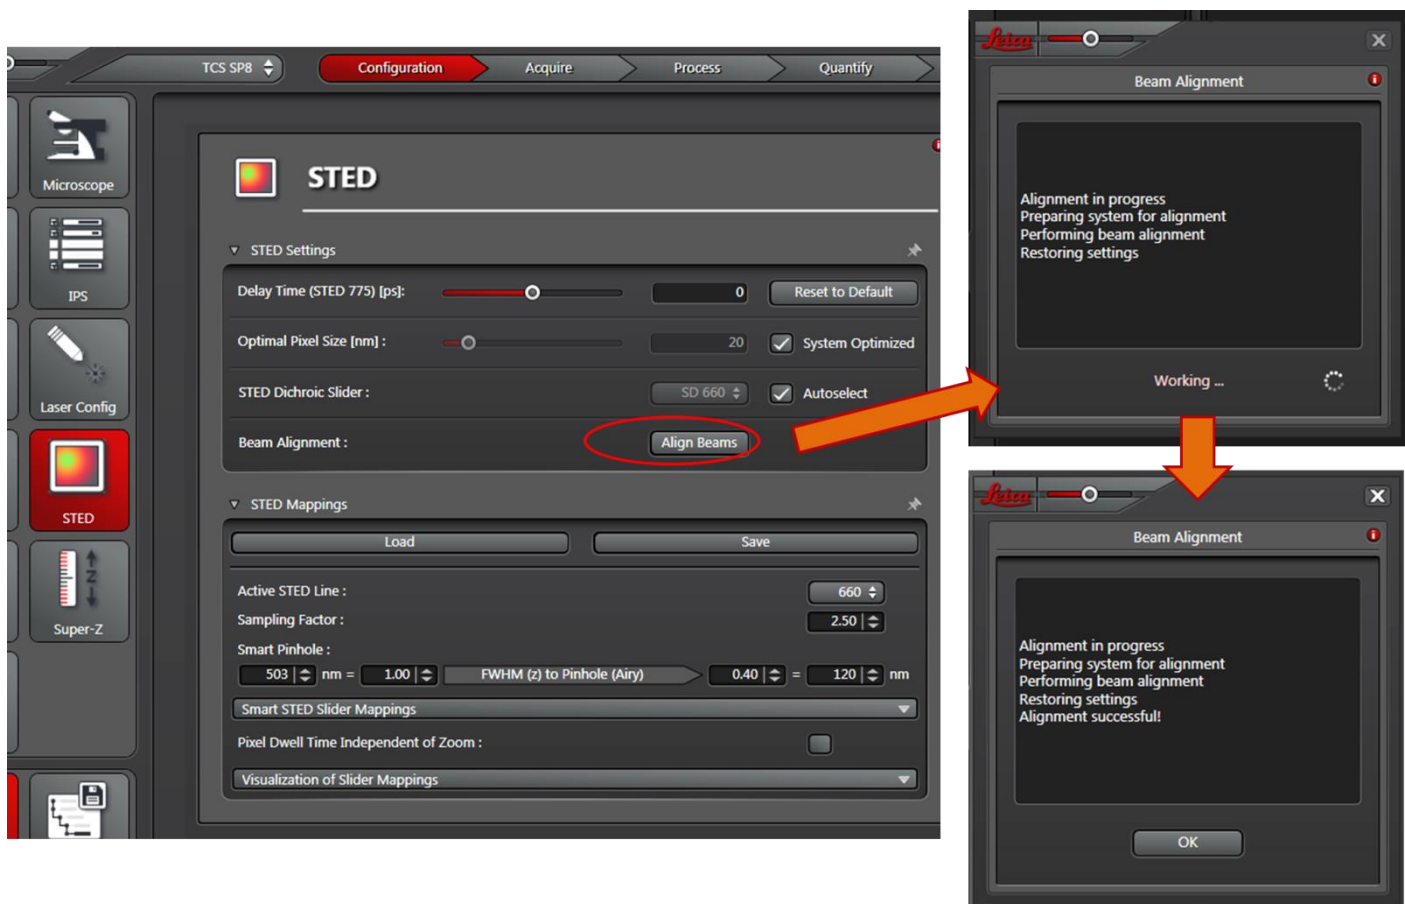 TCS SP8
Configuration
Acquire
Process
Quantify
Microscope
IPS
Laser Config
STED
Super-Z
Z
STED
STED Settings
Delay Time (STED 775) [ps]: 0 Reset to Default
Optimal Pixel Size [nm] : 20 System Optimized
STED Dichroic Slider : SD 660 Autoselect
Beam Alignment : Align Beams
STED Mappings
Load Save
Active STED Line : 660
Sampling Factor : 2.50
Smart Pinhole :
503 nm = 1.00 FWHM (z) to Pinhole (Airy) 0.40 = 120 nm
Smart STED Slider Mappings
Pixel Dwell Time Independent of Zoom :
Visualization of Slider Mappings
Leica
Beam Alignment
Alignment in progress
Preparing system for alignment
Performing beam alignment
Restoring settings
Working ...
Leica
Beam Alignment
Alignment in progress
Preparing system for alignment
Performing beam alignment
Restoring settings
Alignment successful!
OK